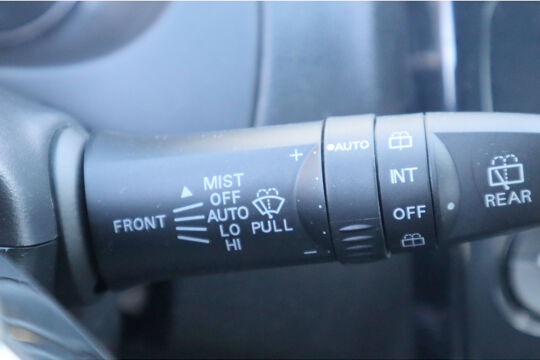 FRONT
MIST
OFF
AUTO
LO
HI
PULL
+
−
●AUTO
INT
OFF
REAR